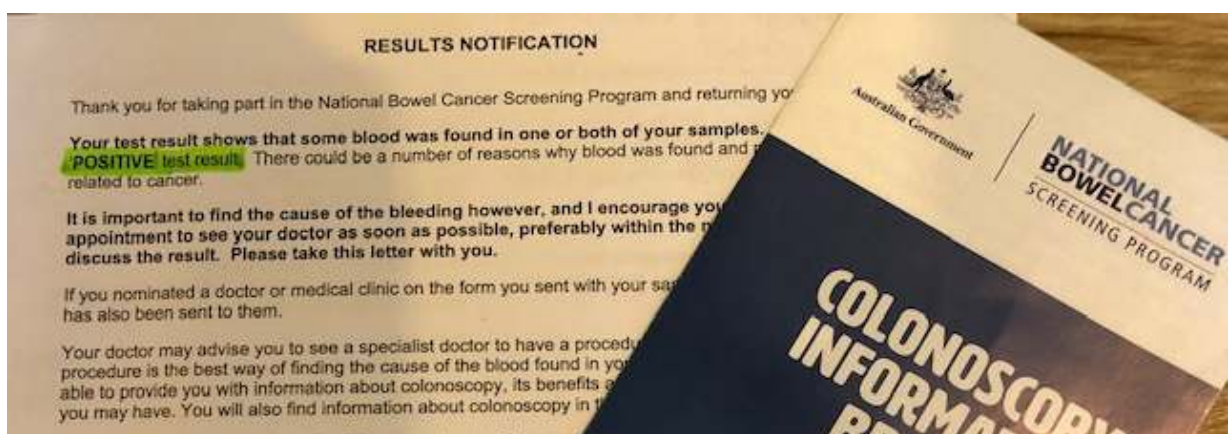 RESULTS NOTIFICATION
Thank you for taking part in the National Bowel Cancer Screening Program and returning
Your test result shows that some blood was found in one or both of your samples.
POSITIVE test result. There could be a number of reasons why blood was found and
related to cancer.
It is important to find the cause of the bleeding however, and I encourage you
appointment to see your doctor as soon as possible, preferably within the
discuss the result. Please take this letter with you.
If you nominated a doctor or medical clinic on the form you sent with your
has also been sent to them.
Your doctor may advise you to see a specialist doctor to have a
procedure is the best way of finding the cause of the blood found in
able to provide you with information about colonoscopy, its benefits
you may have. You will also find information about colonoscopy in
Australian Government
NATIONAL
BOWELCANCER
SCREENING PROGRAM
COLONOSCOPY